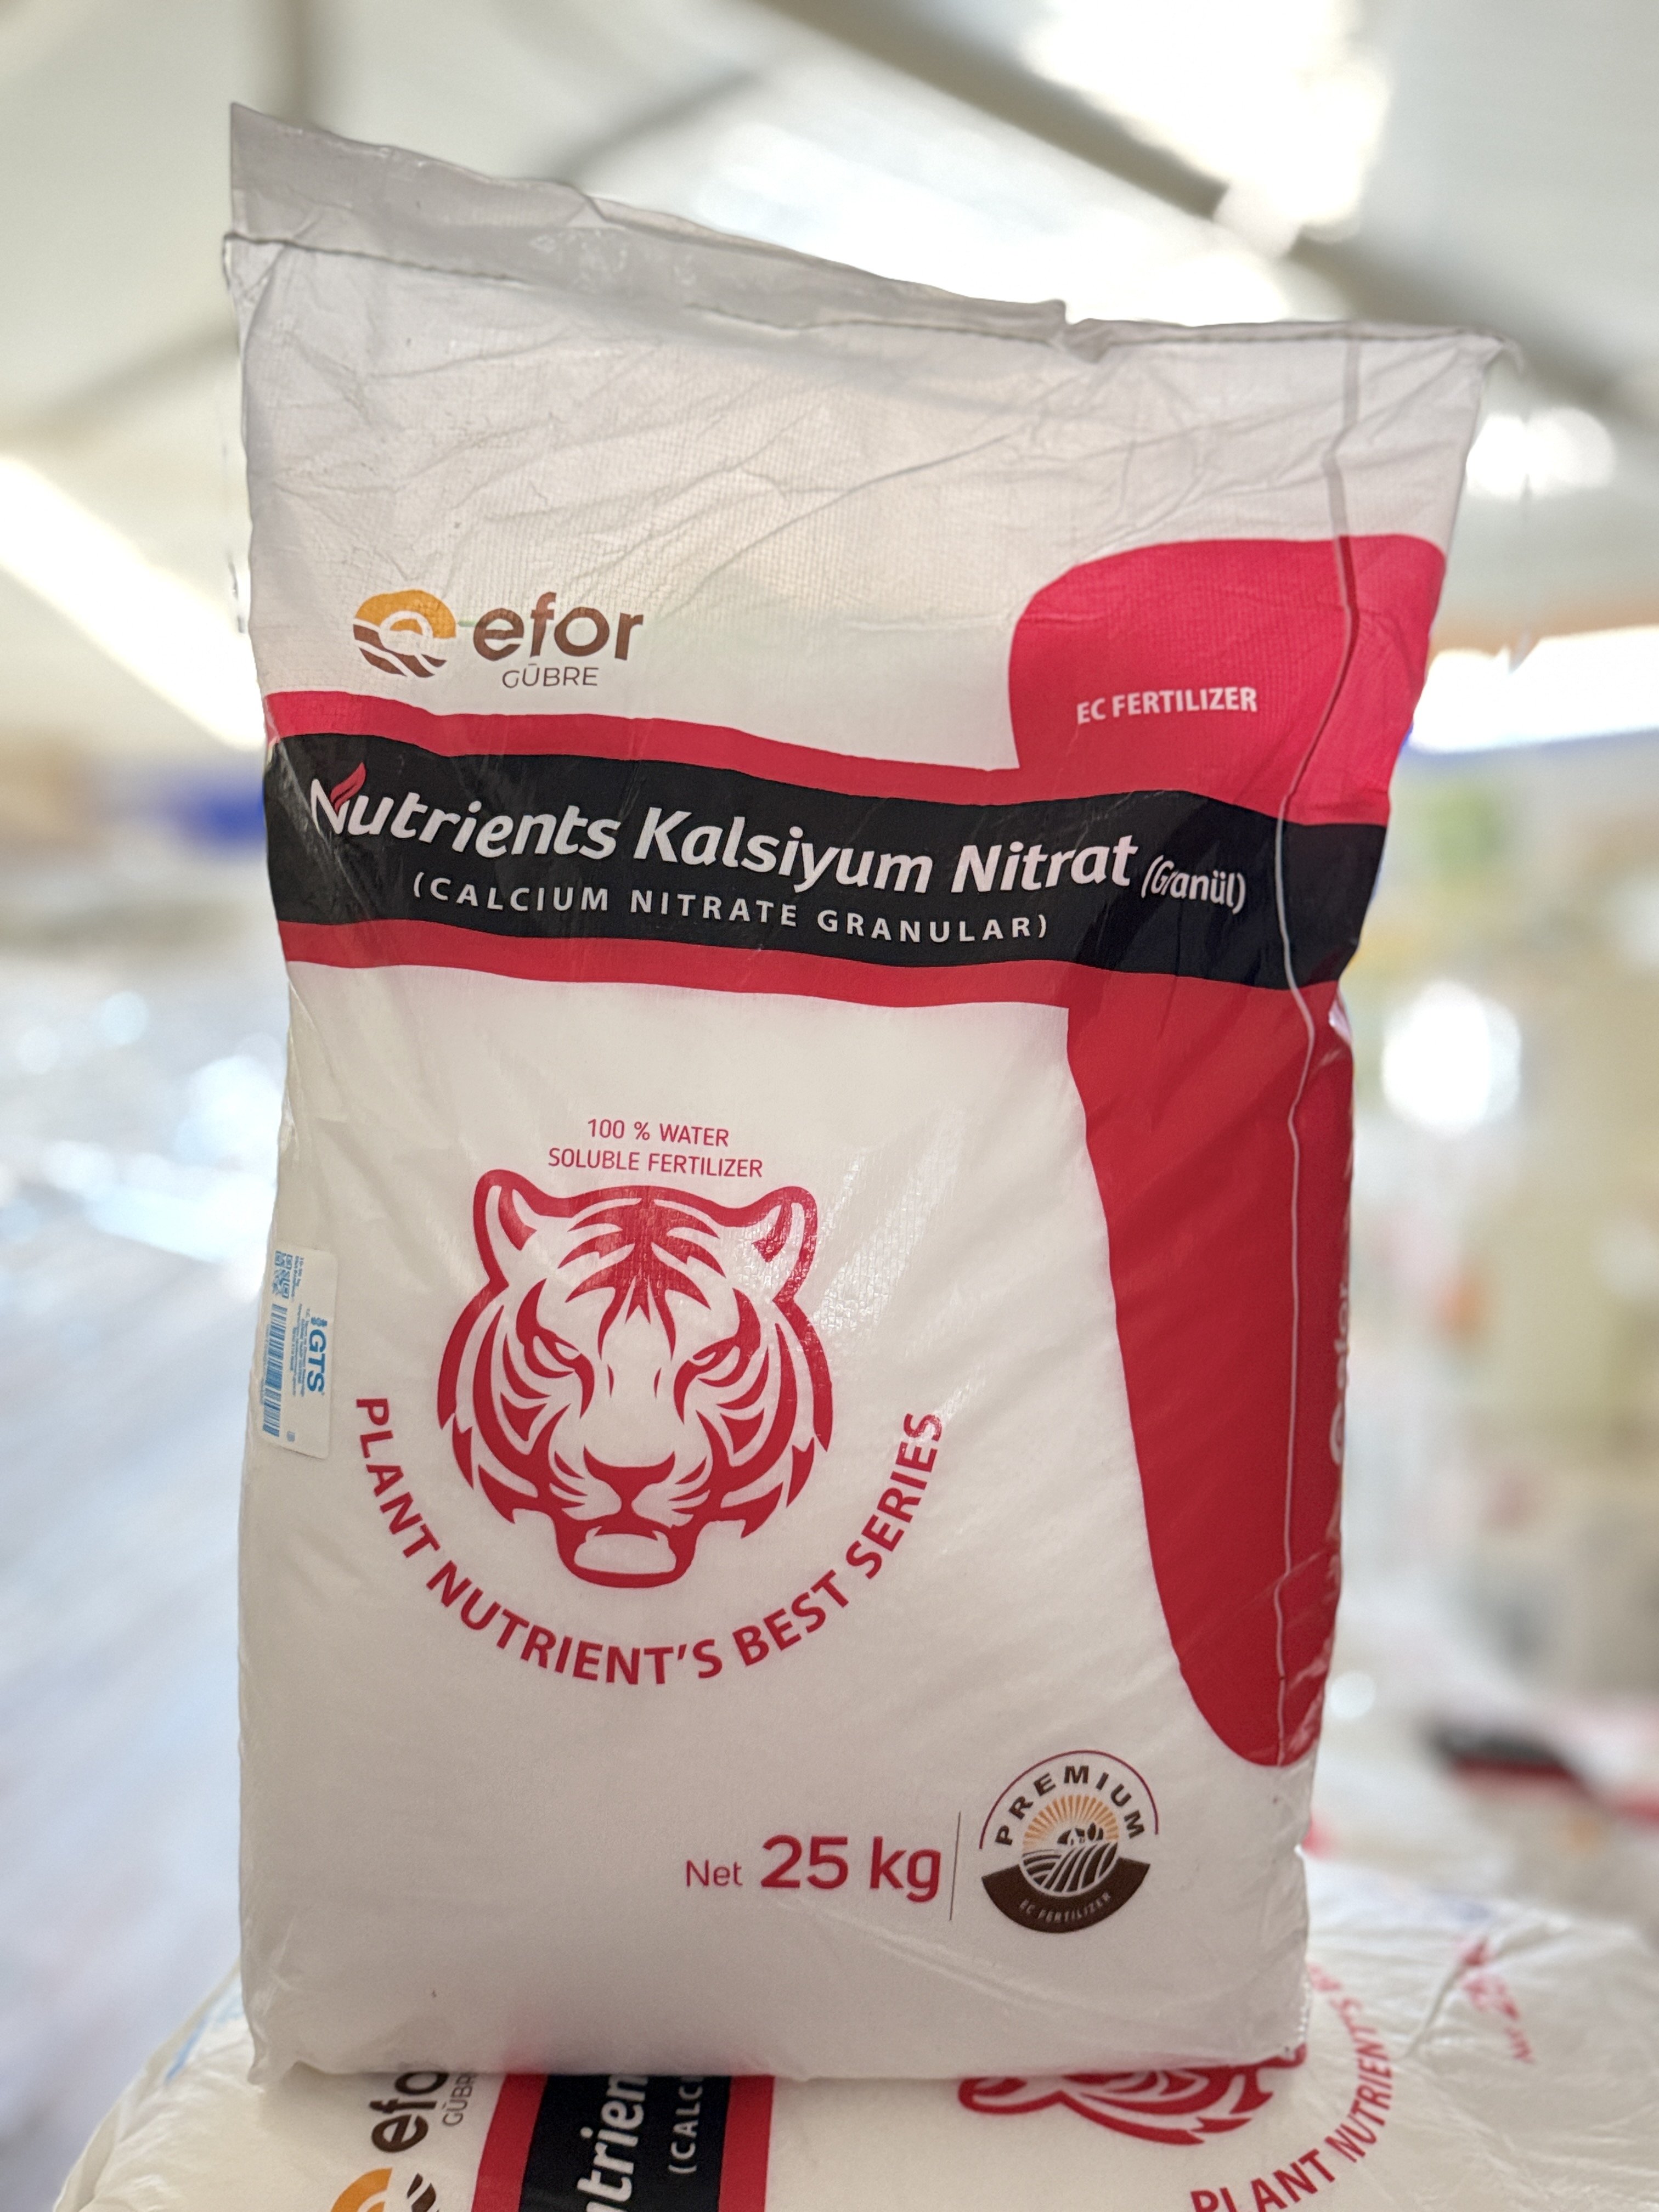 efor
GÜBRE
EC FERTILIZER
Nutrients Kalsiyum Nitrat (Granül)
(CALCIUM NITRATE GRANULAR)
100 % WATER
SOLUBLE FERTILIZER
GTS
PLANT NUTRIENT'S BEST SERIES
Net 25 kg
PREMIUM
EC FERTILIZER
efor
PLANT NUTRIENT'S